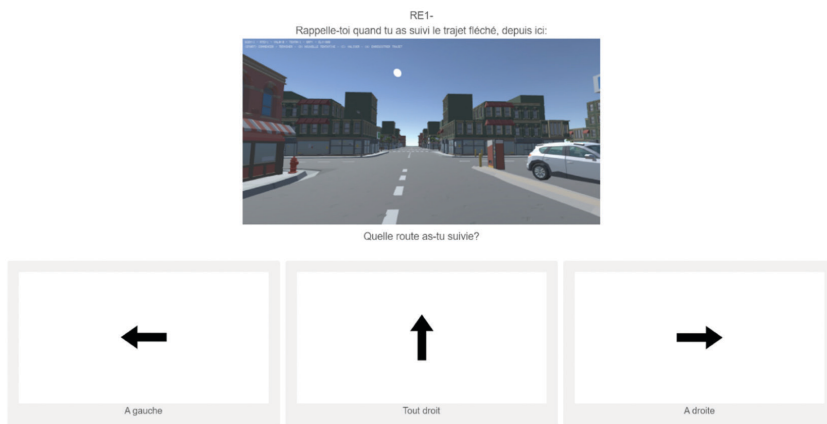 RE1-
Rappelle-toi quand tu as suivi le trajet fléché, depuis ici:
Quelle route as-tu suivie?
A gauche
Tout droit
A droite